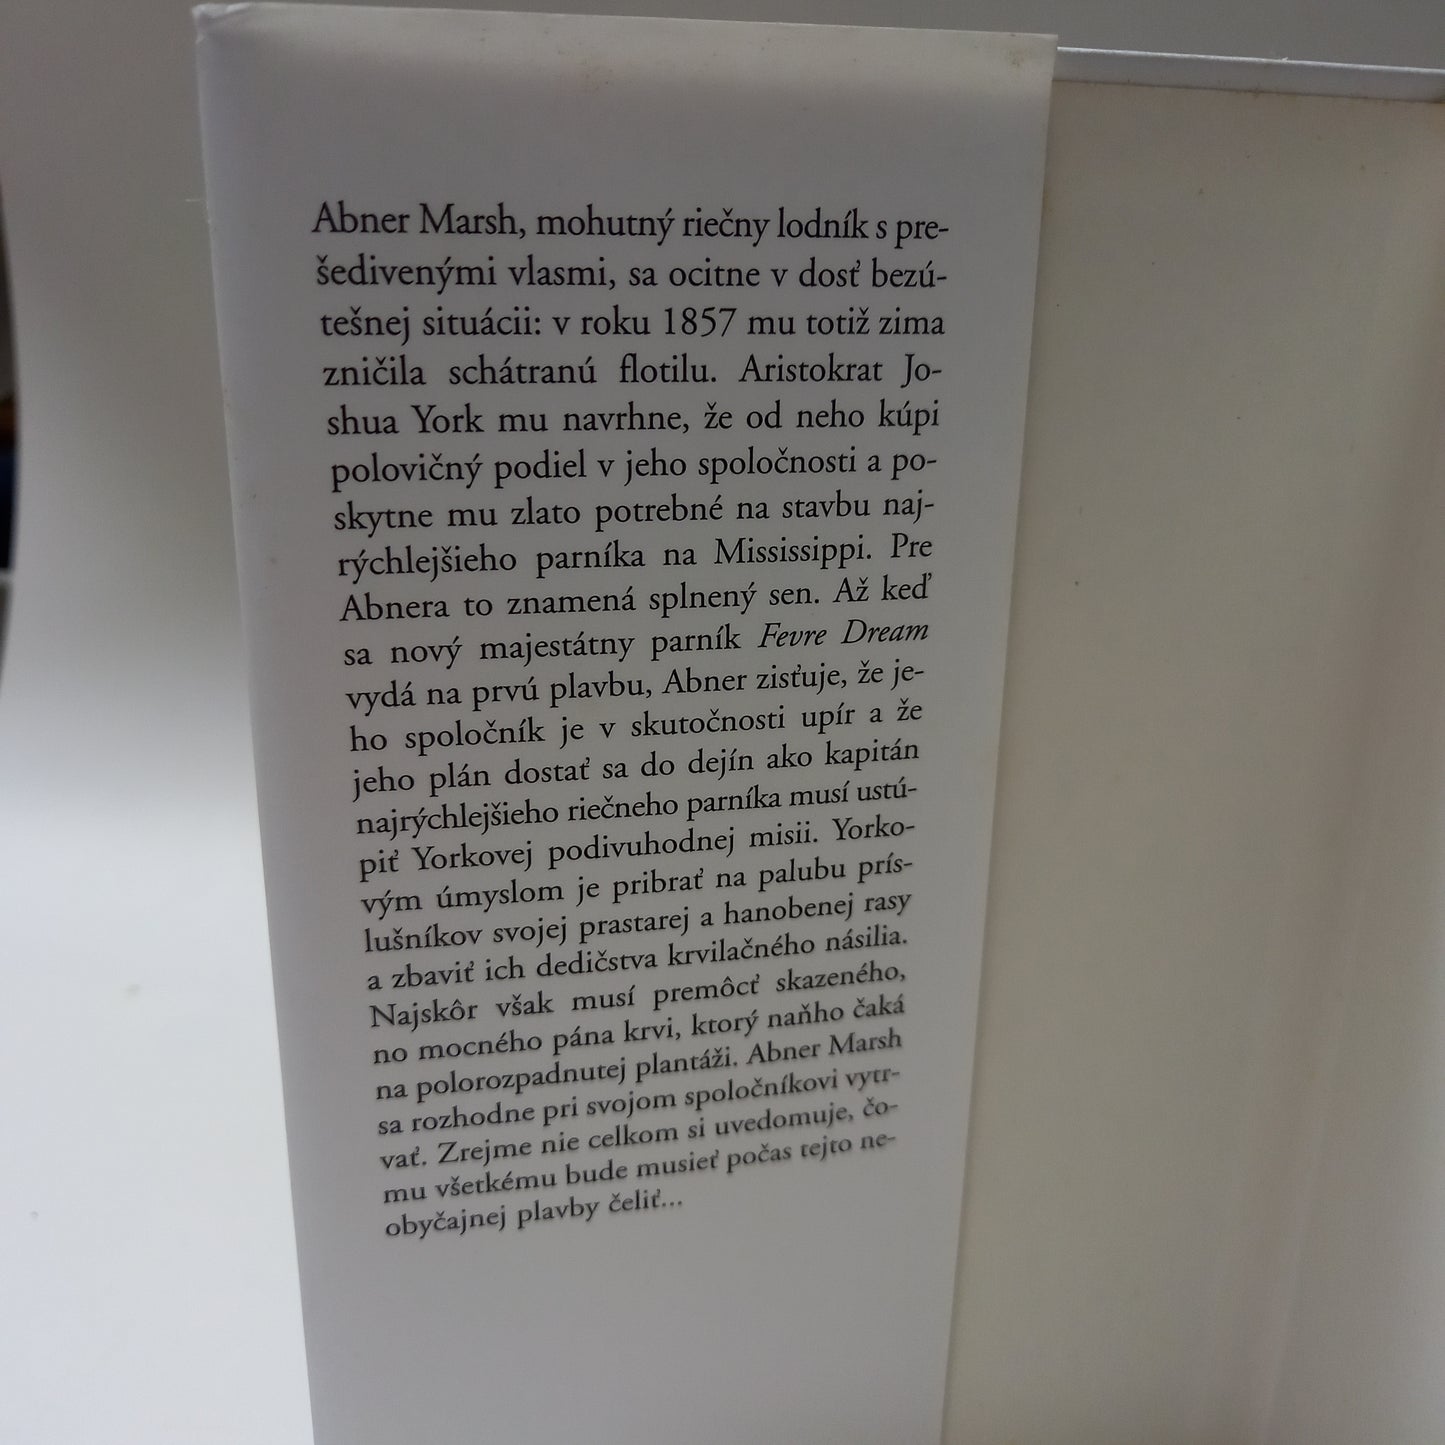 Abner Marsh, mohutný riečny lodník s pre-
šedivenými vlasmi, sa ocitne v dosť bezú-
tešnej situácii: v roku 1857 mu totiž zima
zničila schátranú flotilu. Aristokrat Jo-
shua York mu navrhne, že od neho kúpi
polovičný podiel v jeho spoločnosti a po-
skytne mu zlato potrebné na stavbu naj-
rýchlejšieho parníka na Mississippi. Pre
Abnera to znamená splnený sen. Až keď
sa nový majestátny parník Fevre Dream
vydá na prvú plavbu, Abner zisťuje, že je-
ho spoločník je v skutočnosti upír a že
jeho plán dostať sa do dejín ako kapitán
najrýchlejšieho riečneho parníka musí ustú-
piť Yorkovej podivuhodnej misii. Yorko-
vým úmyslom je pribrať na palubu prís-
lušníkov svojej prastarej a hanobenej rasy
a zbaviť ich dedičstva krvilačného násilia.
Najskôr však musí premôcť skazeného,
no mocného pána krvi, ktorý naňho čaká
na polorozpadnutej plantáži. Abner Marsh
sa rozhodne pri svojom spoločníkovi vytr-
vať. Zrejme nie celkom si uvedomuje, čo-
mu všetkému bude musieť počas tejto ne-
obyčajnej plavby čeliť...